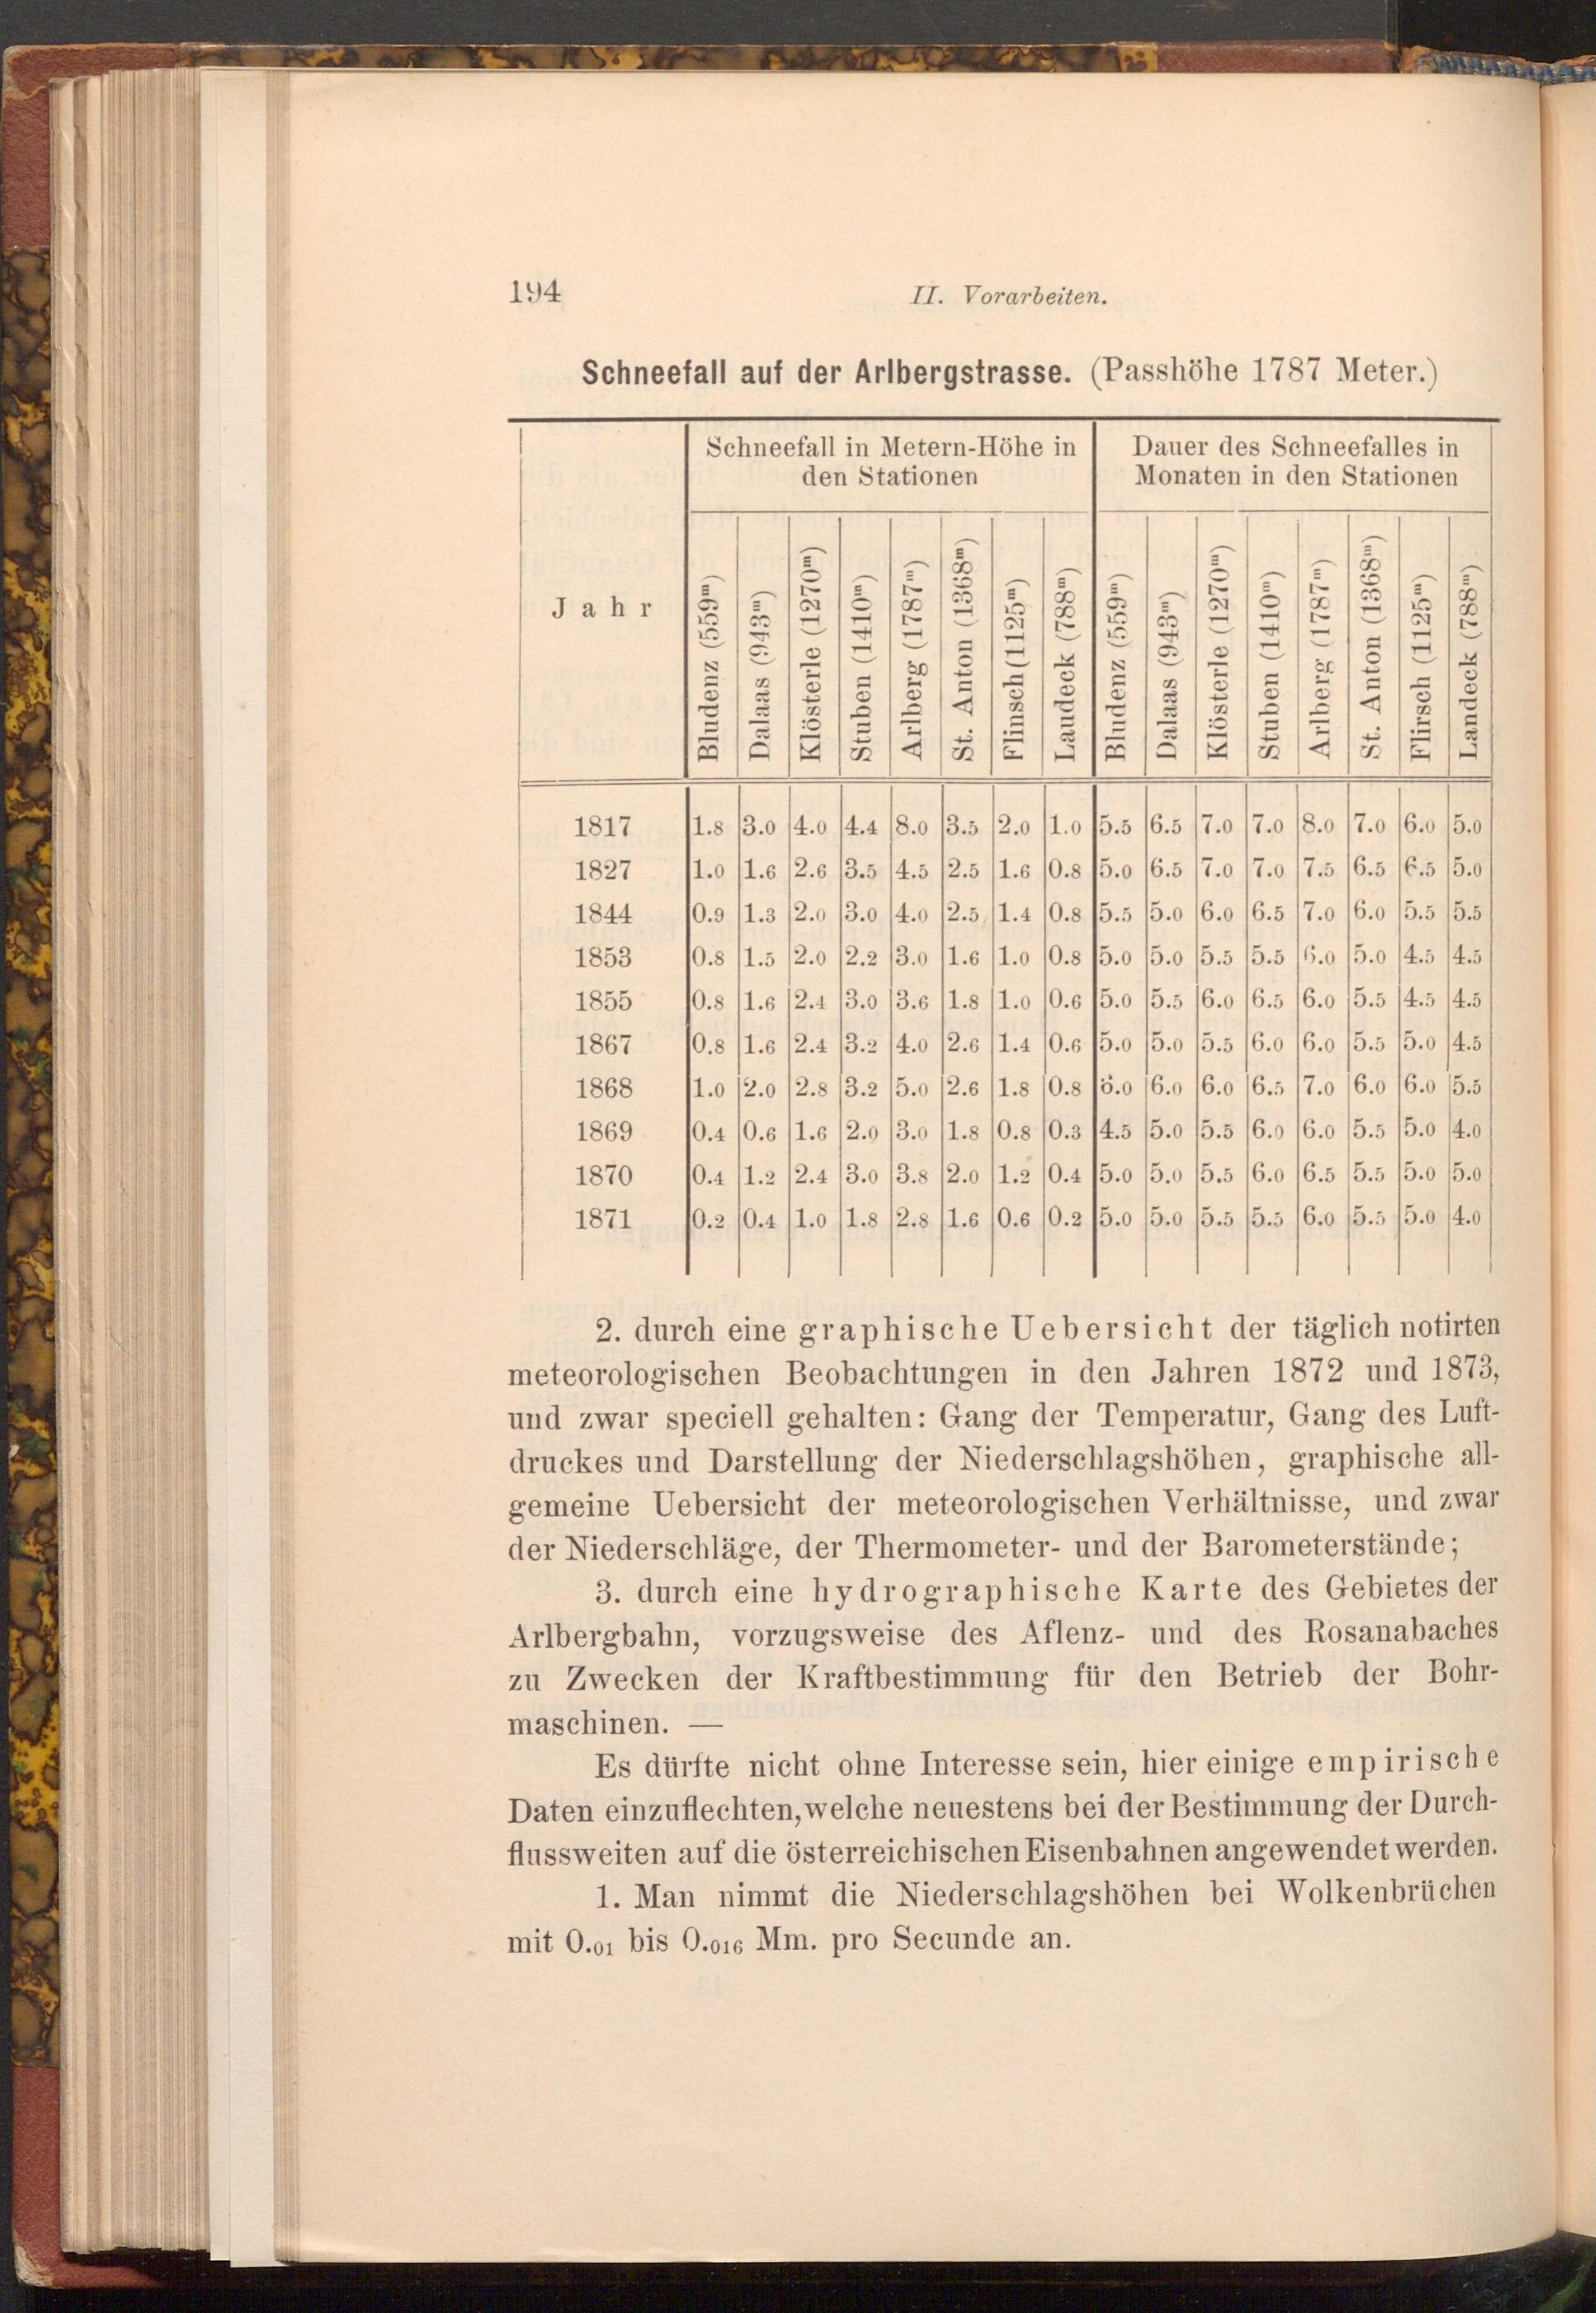 194
II. Vorarbeiten.
Schneefall auf der Arlbergstrasse. (Passhöhe 1787 Meter.)
Jahr
Schneefall in Metern-Höhe in
den Stationen
Dauer des Schneefalles in
Monaten in den Stationen
Bludenz (559m)
Dalaas (943m)
Klösterle (1270m)
Stuben (1410m)
Arlberg (1787m)
St. Anton (1368m)
Flinsch (1125m)
Laudeck (788m)
Bludenz (559m)
Dalaas (943m)
Klösterle (1270m)
Stuben (1410m)
Arlberg (1787m)
St. Anton (1368m)
Flirsch (1125m)
Landeck (788m)
1817 1.8 3.0 4.0 4.4 8.0 3.5 2.0 1.0 5.5 6.5 7.0 7.0 8.0 7.0 6.0 5.0
1827 1.0 1.6 2.6 3.5 4.5 2.5 1.6 0.8 5.0 6.5 7.0 7.0 7.5 6.5 6.5 5.0
1844 0.9 1.3 2.0 3.0 4.0 2.5 1.4 0.8 5.5 5.0 6.0 6.5 7.0 6.0 5.5 5.5
1853 0.8 1.5 2.0 2.2 3.0 1.6 1.0 0.8 5.0 5.0 5.5 5.5 6.0 5.0 4.5 4.5
1855 0.8 1.6 2.4 3.0 3.6 1.8 1.0 0.6 5.0 5.5 6.0 6.5 6.0 5.5 4.5 4.5
1867 0.8 1.6 2.4 3.2 4.0 2.6 1.4 0.6 5.0 5.0 5.5 6.0 6.0 5.5 5.0 4.5
1868 1.0 2.0 2.8 3.2 5.0 2.6 1.8 0.8 6.0 6.0 6.0 6.5 7.0 6.0 6.0 5.5
1869 0.4 0.6 1.6 2.0 3.0 1.8 0.8 0.3 4.5 5.0 5.5 6.0 6.0 5.5 5.0 4.0
1870 0.4 1.2 2.4 3.0 3.8 2.0 1.2 0.4 5.0 5.0 5.5 6.0 6.5 5.5 5.0 5.0
1871 0.2 0.4 1.0 1.8 2.8 1.6 0.6 0.2 5.0 5.0 5.5 5.5 6.0 5.5 5.0 4.0
2. durch eine graphische Uebersicht der täglich notirten
meteorologischen Beobachtungen in den Jahren 1872 und 1873,
und zwar speciell gehalten: Gang der Temperatur, Gang des Luft-
druckes und Darstellung der Niederschlagshöhen, graphische all-
gemeine Uebersicht der meteorologischen Verhältnisse, und zwar
der Niederschläge, der Thermometer- und der Barometerstände;
3. durch eine hydrographische Karte des Gebietes der
Arlbergbahn, vorzugsweise des Aflenz- und des Rosanabaches
zu Zwecken der Kraftbestimmung für den Betrieb der Bohr-
maschinen. —
Es dürfte nicht ohne Interesse sein, hier einige empirische
Daten einzuflechten, welche neuestens bei der Bestimmung der Durch-
flussweiten auf die österreichischen Eisenbahnen angewendet werden.
1. Man nimmt die Niederschlagshöhen bei Wolkenbrüchen
mit 0.01 bis 0.016 Mm. pro Secunde an.